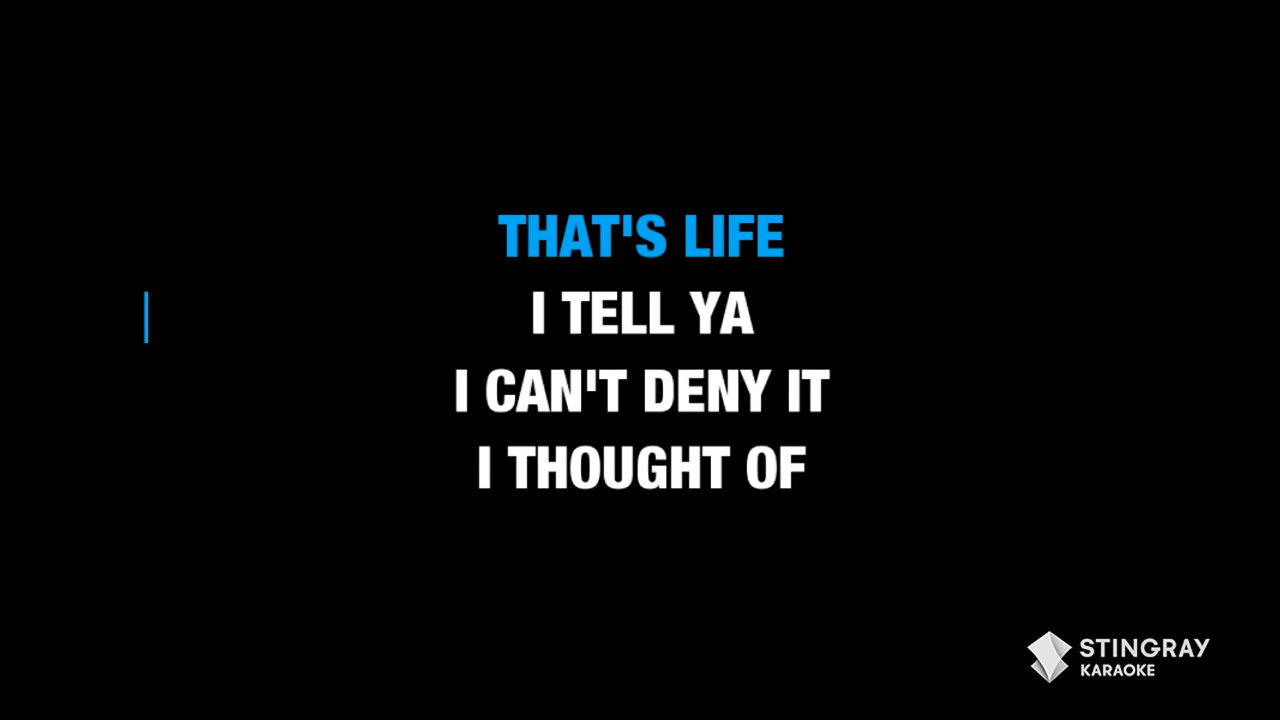 THAT'S LIFE
I TELL YA
I CAN'T DENY IT
I THOUGHT OF
STINGRAY
KARAOKE